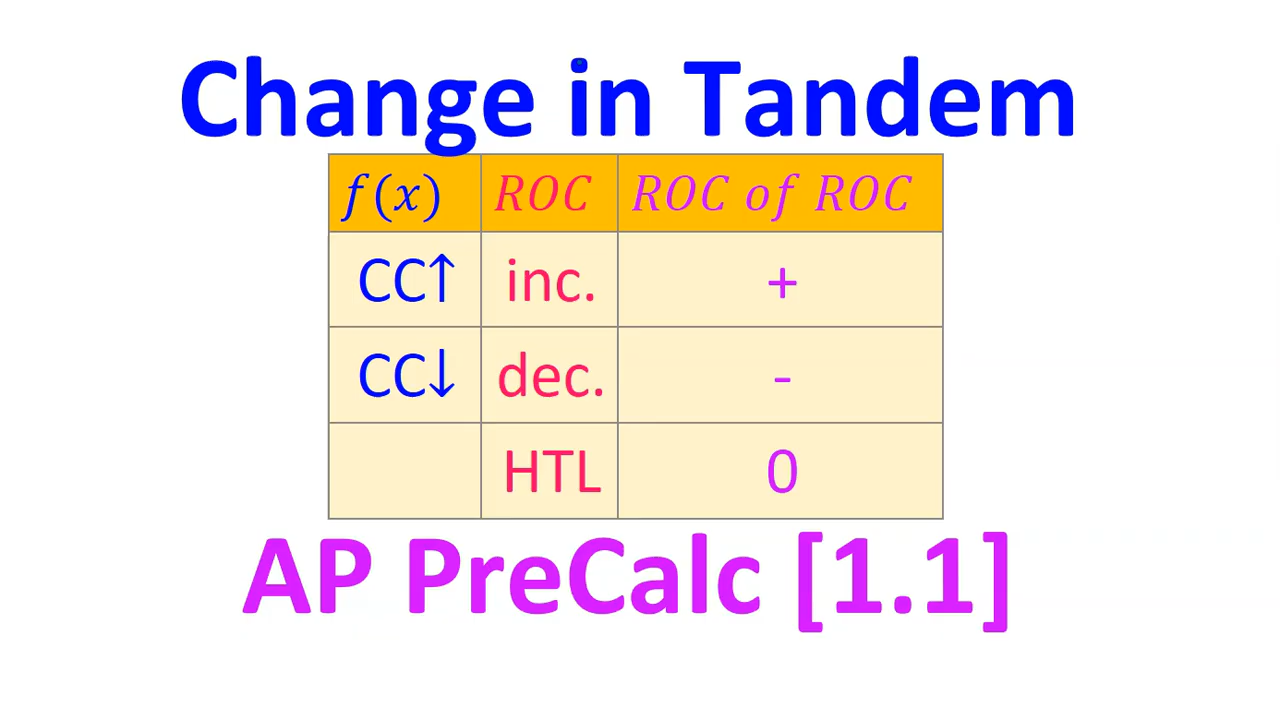 Change in Tandem
f(x) ROC ROC of ROC
CC↑ inc. +
CC↓ dec. -
HTL 0
AP PreCalc [1.1]